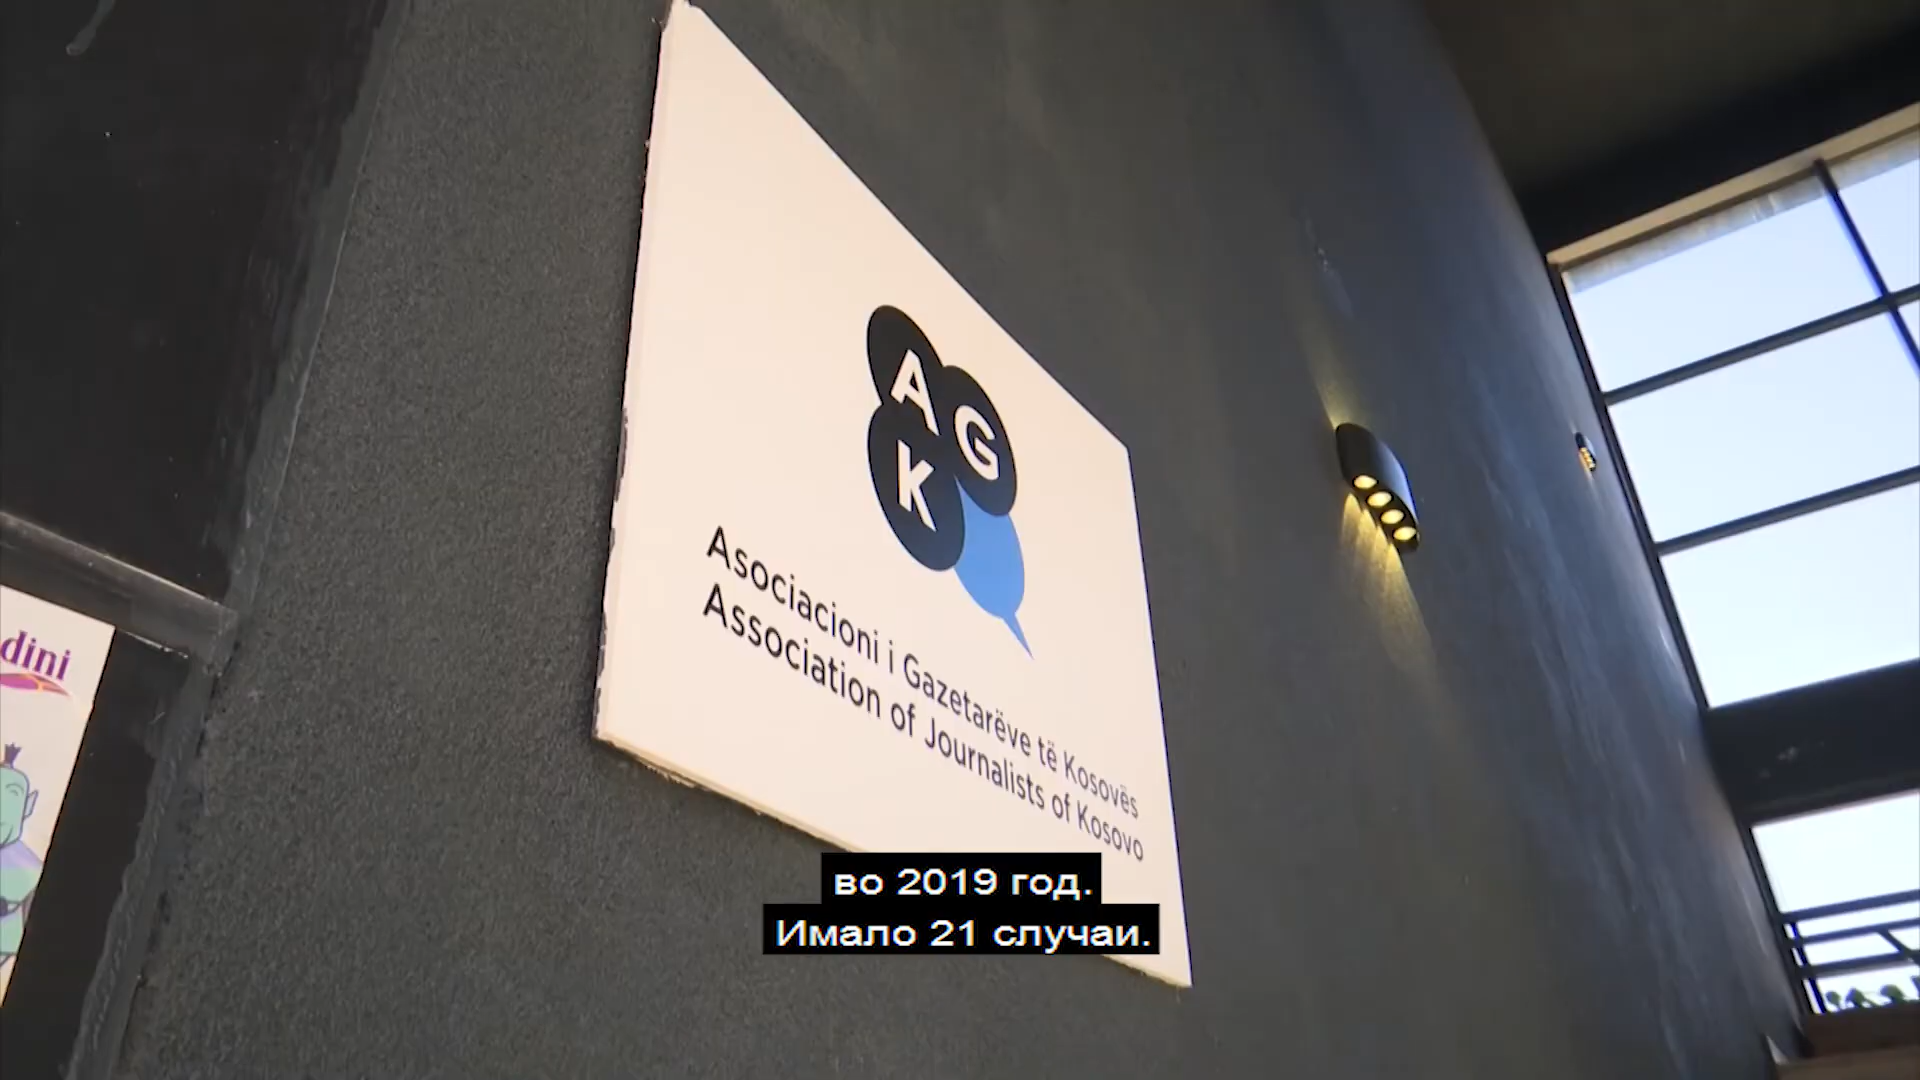 A
G
K
Asociacioni i Gazetarëve të Kosovës
Association of Journalists of Kosovo
dini
во 2019 год.
Имало 21 случаи.